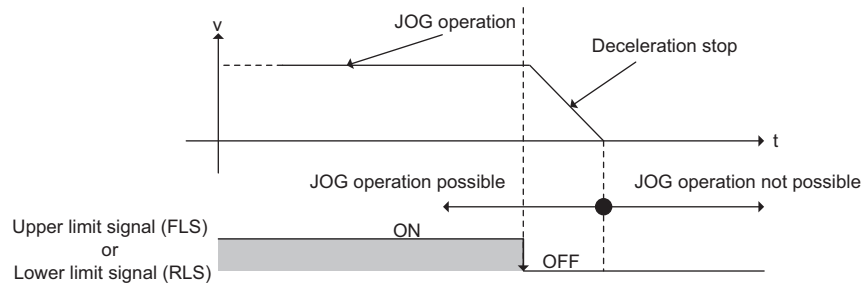 v
JOG operation
Deceleration stop
t
JOG operation possible
JOG operation not possible
Upper limit signal (FLS)
or
Lower limit signal (RLS)
ON
OFF